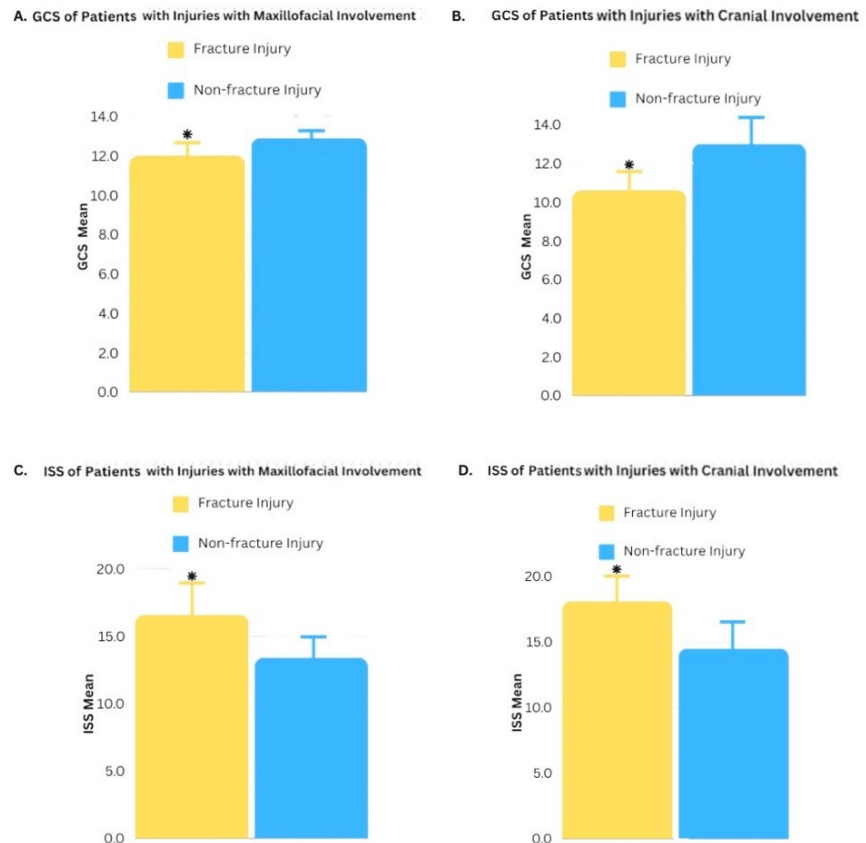 A. GCS of Patients with Injuries with Maxillofacial Involvement
Fracture Injury
Non-fracture Injury
14.0
12.0
10.0
8.0
6.0
4.0
2.0
0.0
GCS Mean
*
B. GCS of Patients with Injuries with Cranial Involvement
Fracture Injury
Non-fracture Injury
14.0
12.0
10.0
8.0
6.0
4.0
2.0
0.0
GCS Mean
*
C. ISS of Patients with Injuries with Maxillofacial Involvement
Fracture Injury
Non-fracture Injury
20.0
15.0
10.0
5.0
0.0
ISS Mean
*
D. ISS of Patients with Injuries with Cranial Involvement
Fracture Injury
Non-fracture Injury
20.0
15.0
10.0
5.0
0.0
ISS Mean
*